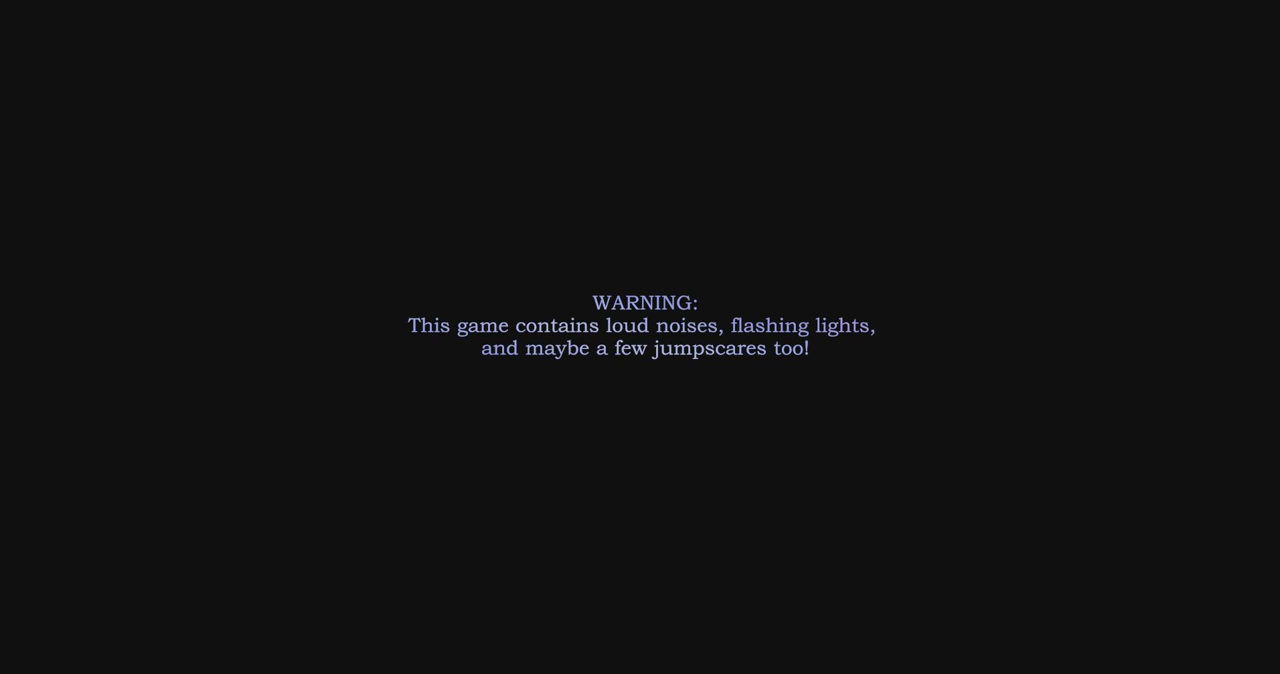 WARNING:
This game contains loud noises, flashing lights,
and maybe a few jumpscares too!